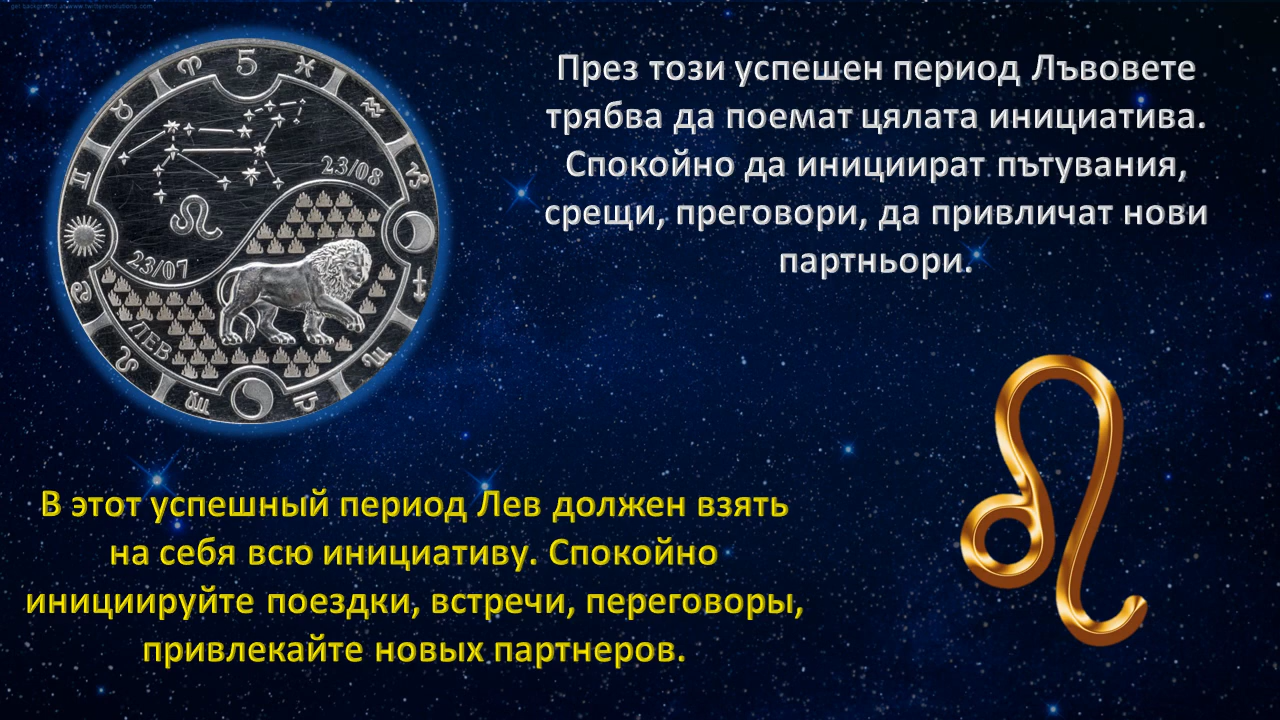 5
23/08
23/07
ЛЕВ
През този успешен период Лъвовете
трябва да поемат цялата инициатива.
Спокойно да инициират пътувания,
срещи, преговори, да привличат нови
партньори.
В этот успешный период Лев должен взять
на себя всю инициативу. Спокойно
инициируйте поездки, встречи, переговоры,
привлекайте новых партнеров.